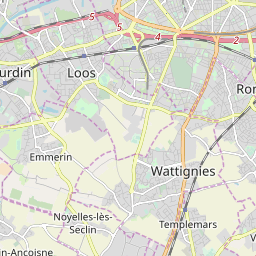 5
5
4
2
urdin
Loos
Ron
Emmerin
Wattignies
Noyelles-lès-
Seclin
Templemars
n-Ancoisne